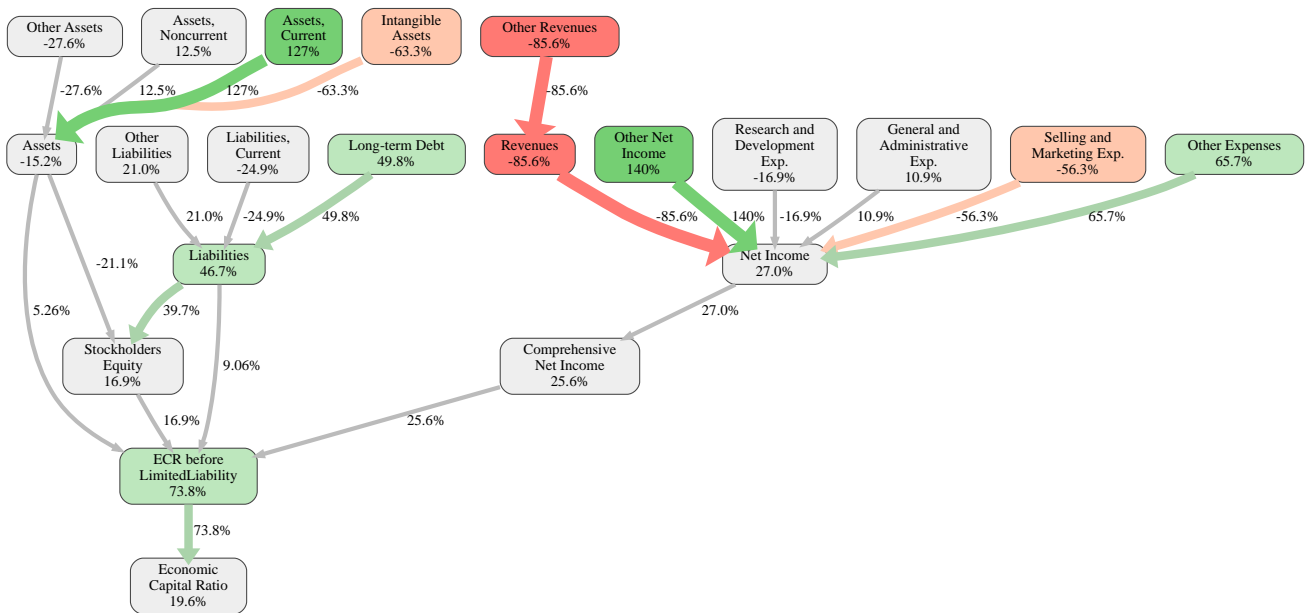 Other Assets
-27.6%
Assets,
Noncurrent
12.5%
Assets,
Current
127%
Intangible
Assets
-63.3%
Other Revenues
-85.6%
-27.6%
12.5%
127%
-63.3%
-85.6%
Assets
-15.2%
Other
Liabilities
21.0%
Liabilities,
Current
-24.9%
Long-term Debt
49.8%
Revenues
-85.6%
Other Net
Income
140%
Research and
Development
Exp.
-16.9%
General and
Administrative
Exp.
10.9%
Selling and
Marketing Exp.
-56.3%
Other Expenses
65.7%
21.0%
-24.9%
49.8%
-85.6%
140%
-16.9%
10.9%
-56.3%
65.7%
Liabilities
46.7%
Net Income
27.0%
-21.1%
5.26%
39.7%
27.0%
Stockholders
Equity
16.9%
9.06%
Comprehensive
Net Income
25.6%
16.9%
25.6%
ECR before
LimitedLiability
73.8%
73.8%
Economic
Capital Ratio
19.6%